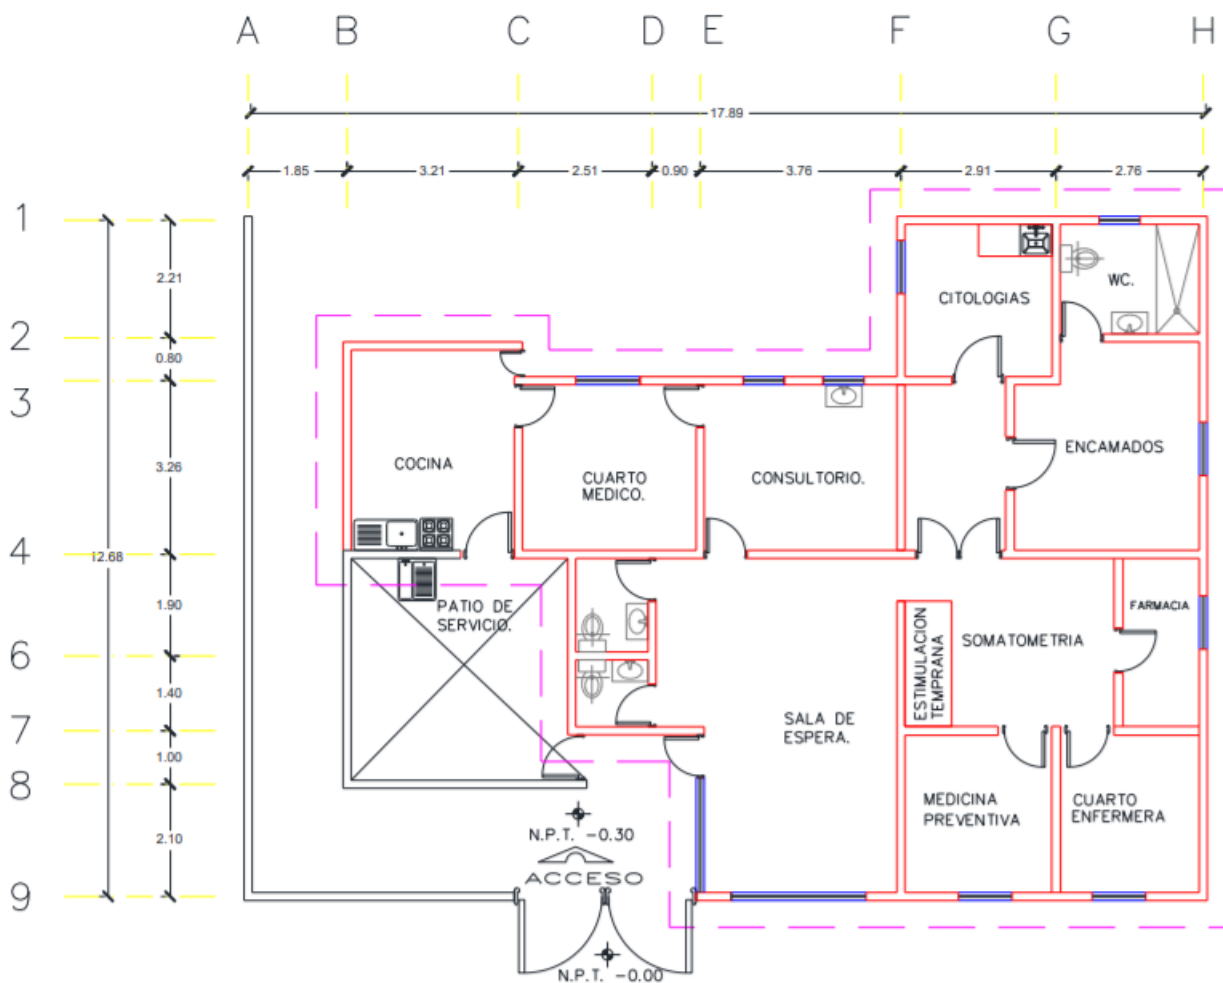 A B C D E F G H
17.89
1.85 3.21 2.51 0.90 3.76 2.91 2.76
1
2.21
2
0.80
3
3.26
4
12.68
1.90
6
1.40
7
1.00
8
2.10
9
CITOLOGIAS
WC.
COCINA
CUARTO
MEDICO.
CONSULTORIO.
ENCAMADOS
PATIO DE
SERVICIO.
ESTIMULACION
TEMPRANA
SOMATOMETRIA
FARMACIA
SALA DE
ESPERA.
MEDICINA
PREVENTIVA
CUARTO
ENFERMERA
N.P.T. -0.30
ACCESO
N.P.T. -0.00